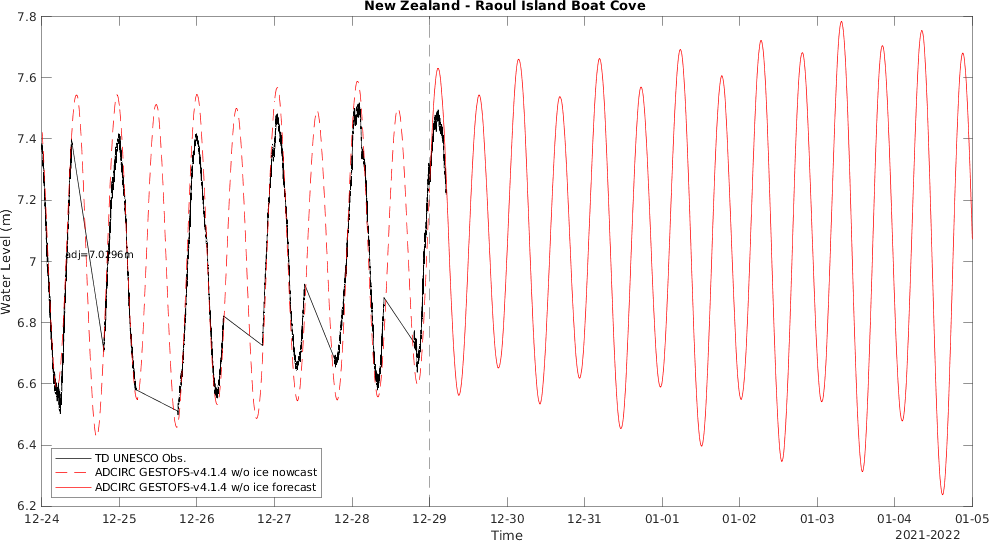 New Zealand - Raoul Island Boat Cove
Water Level (m)
7.8
7.6
7.4
7.2
7
6.8
6.6
6.4
6.2
adj=7.0296m
TD UNESCO Obs.
ADCIRC GESTOFS-v4.1.4 w/o ice nowcast
ADCIRC GESTOFS-v4.1.4 w/o ice forecast
12-24 12-25 12-26 12-27 12-28 12-29 12-30 12-31 01-01 01-02 01-03 01-04 01-05
Time
2021-2022